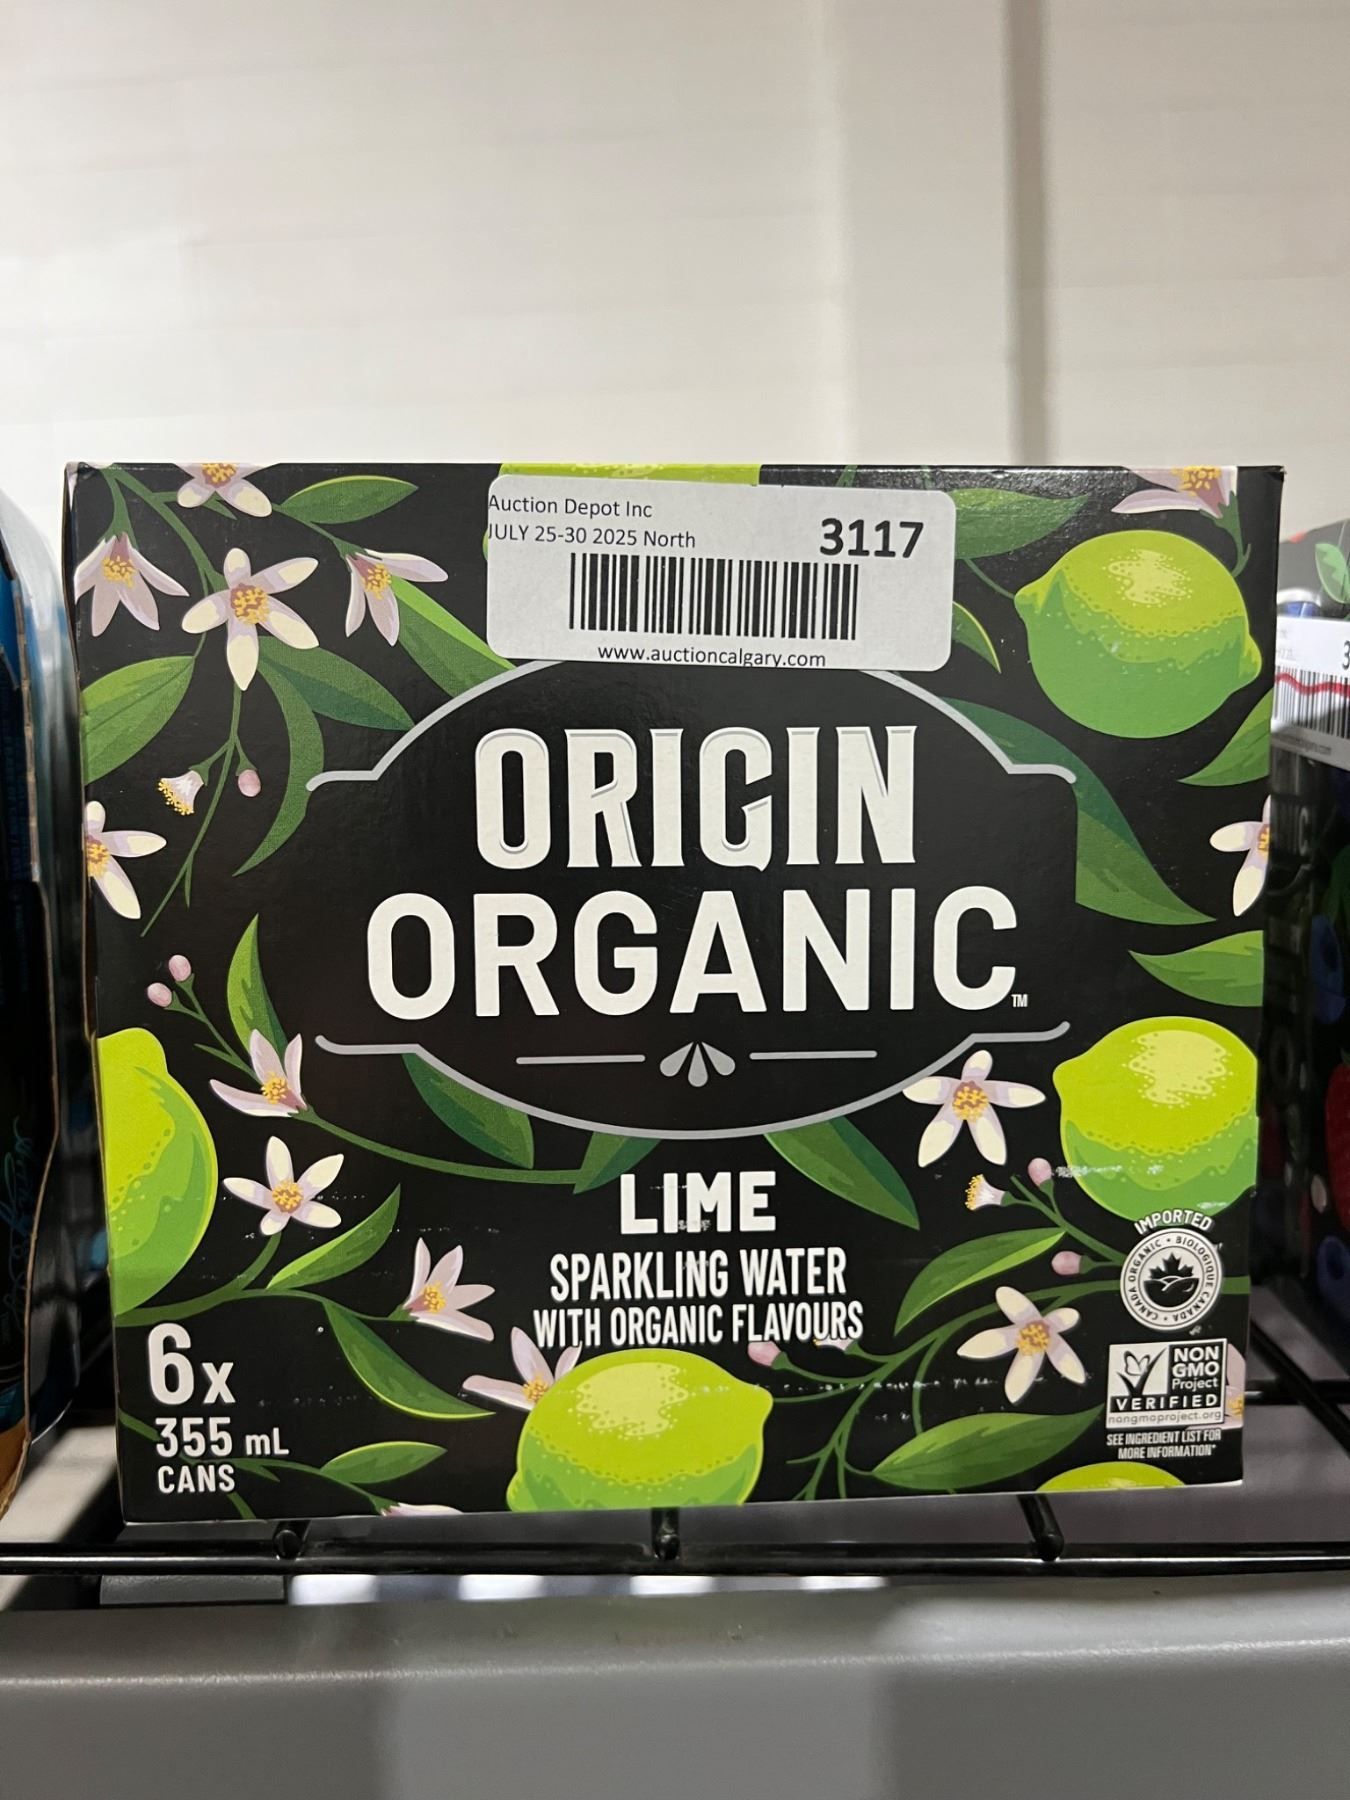 Auction Depot Inc
JULY 25-30 2025 North
3117
www.auctioncalgary.com
ORIGIN
ORGANIC
TM
LIME
SPARKLING WATER
WITH ORGANIC FLAVOURS
6x
355 mL
CANS
IMPORTED
CANADA ORGANIC • BIOLOGIQUE CANADA •
NON
GMO
Project
VERIFIED
nongmoproject.org
SEE INGREDIENT LIST FOR
MORE INFORMATION*
3